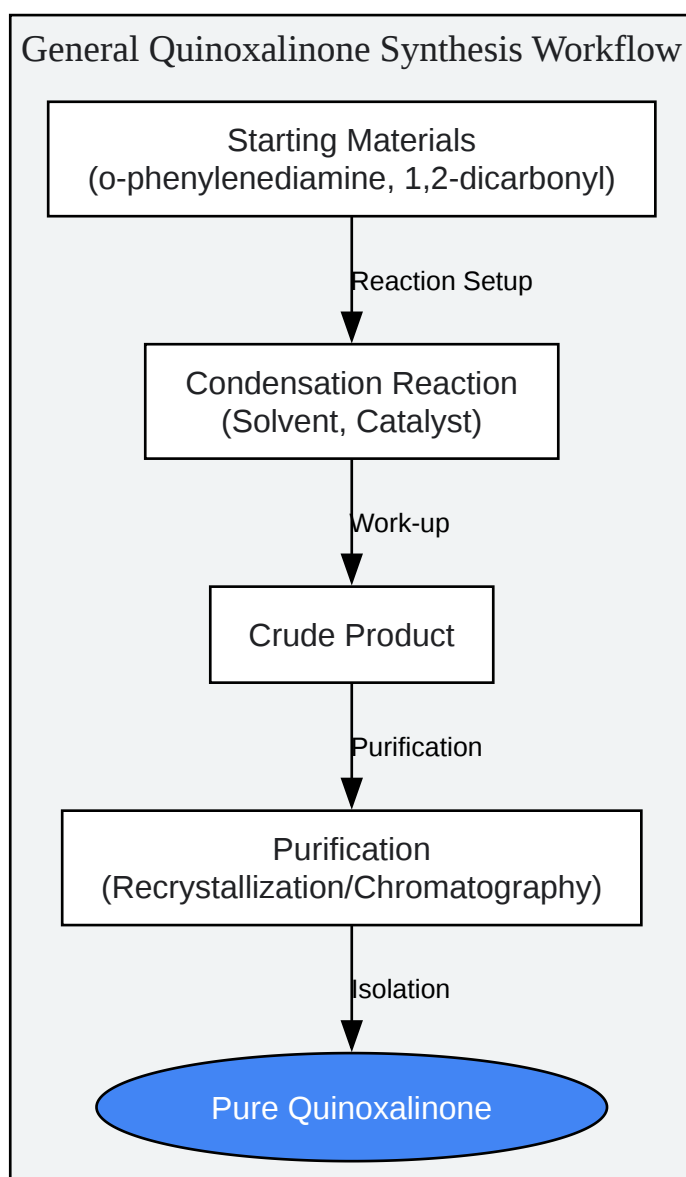 General Quinoxalinone Synthesis Workflow
Starting Materials
(o-phenylenediamine, 1,2-dicarbonyl)
Reaction Setup
Condensation Reaction
(Solvent, Catalyst)
Work-up
Crude Product
Purification
Purification
(Recrystallization/Chromatography)
Isolation
Pure Quinoxalinone